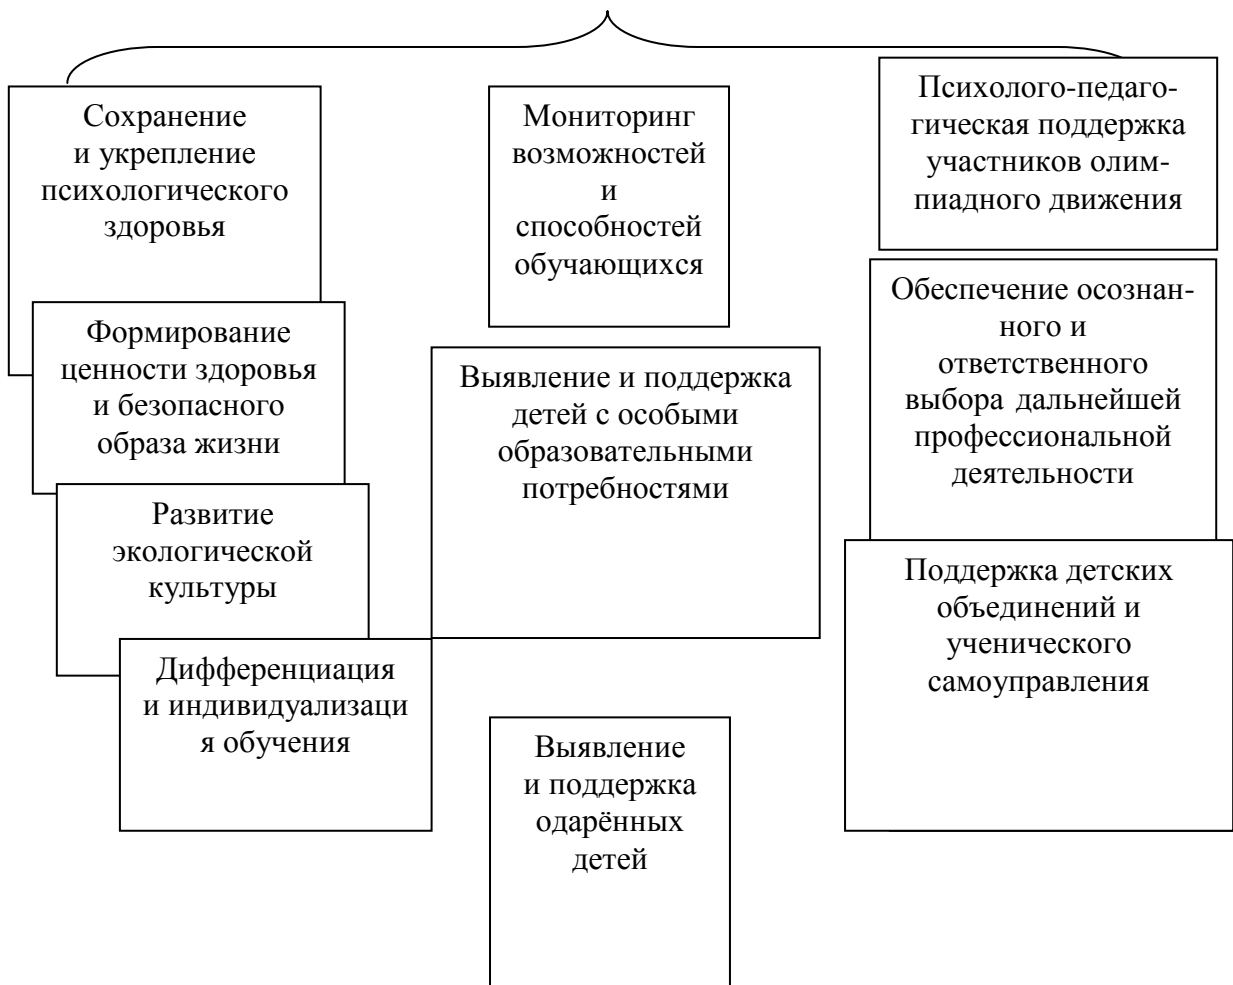 Сохранение
и укрепление
психологического
здоровья
Формирование
ценности здоровья
и безопасного
образа жизни
Развитие
экологической
культуры
Дифференциация
и индивидуализаци
я обучения
Мониторинг
возможностей
и
способностей
обучающихся
Выявление и поддержка
детей с особыми
образовательными
потребностями
Выявление
и поддержка
одарённых
детей
Психолого-педаго-
гическая поддержка
участников олим-
пиадного движения
Обеспечение осознан-
ного и
ответственного
выбора дальнейшей
профессиональной
деятельности
Поддержка детских
объединений и
ученического
самоуправления